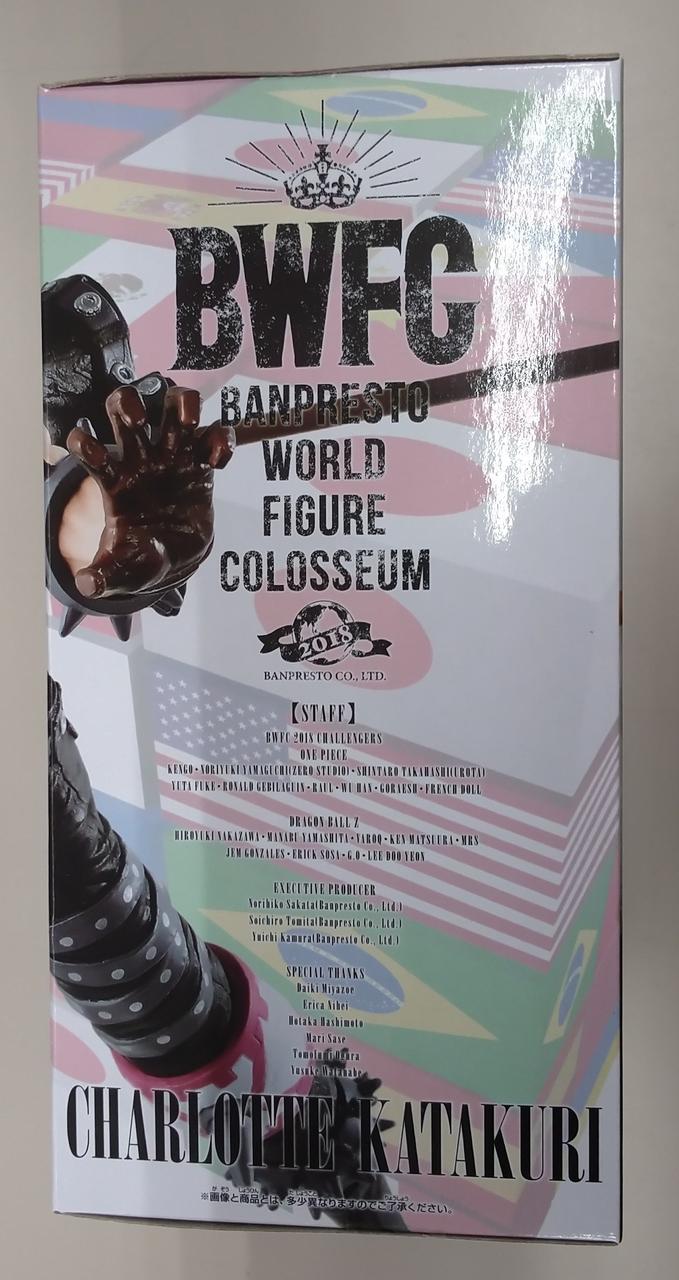 BWFC
BANPRESTO
WORLD
FIGURE
COLOSSEUM
2018
BANPRESTO CO., LTD.
【STAFF】
BWFC 2018 CHALLENGERS
ONE PIECE
KENGO・NORIYUKI YAMAGUCHI(ZERO STUDIO)・SHINTARO TAKAHASHI(UROTA)
YUTA FUKE・RONALD GEBILAGUIN・RAUL・WU HAN・GORAESH・FRENCH DOLL
DRAGON BALL Z
HIROYUKI NAKAZAWA・MANABU YAMASHITA・VAROQ・KEN MATSUURA・MRS
JEM GONZALES・ERICK SOSA・G.O・LEE DOO YEON
EXECUTIVE PRODUCER
Norihiko Sakata(Banpresto Co., Ltd.)
Soichiro Tomita(Banpresto Co., Ltd.)
Yuichi Kamura(Banpresto Co., Ltd.)
SPECIAL THANKS
Daiki Miyazoe
Erica Nihei
Hotaka Hashimoto
Mari Sase
Yusuke Watanabe
CHARLOTTE KATAKURI
※画像と商品とは、多少異なりますのでご了承ください。